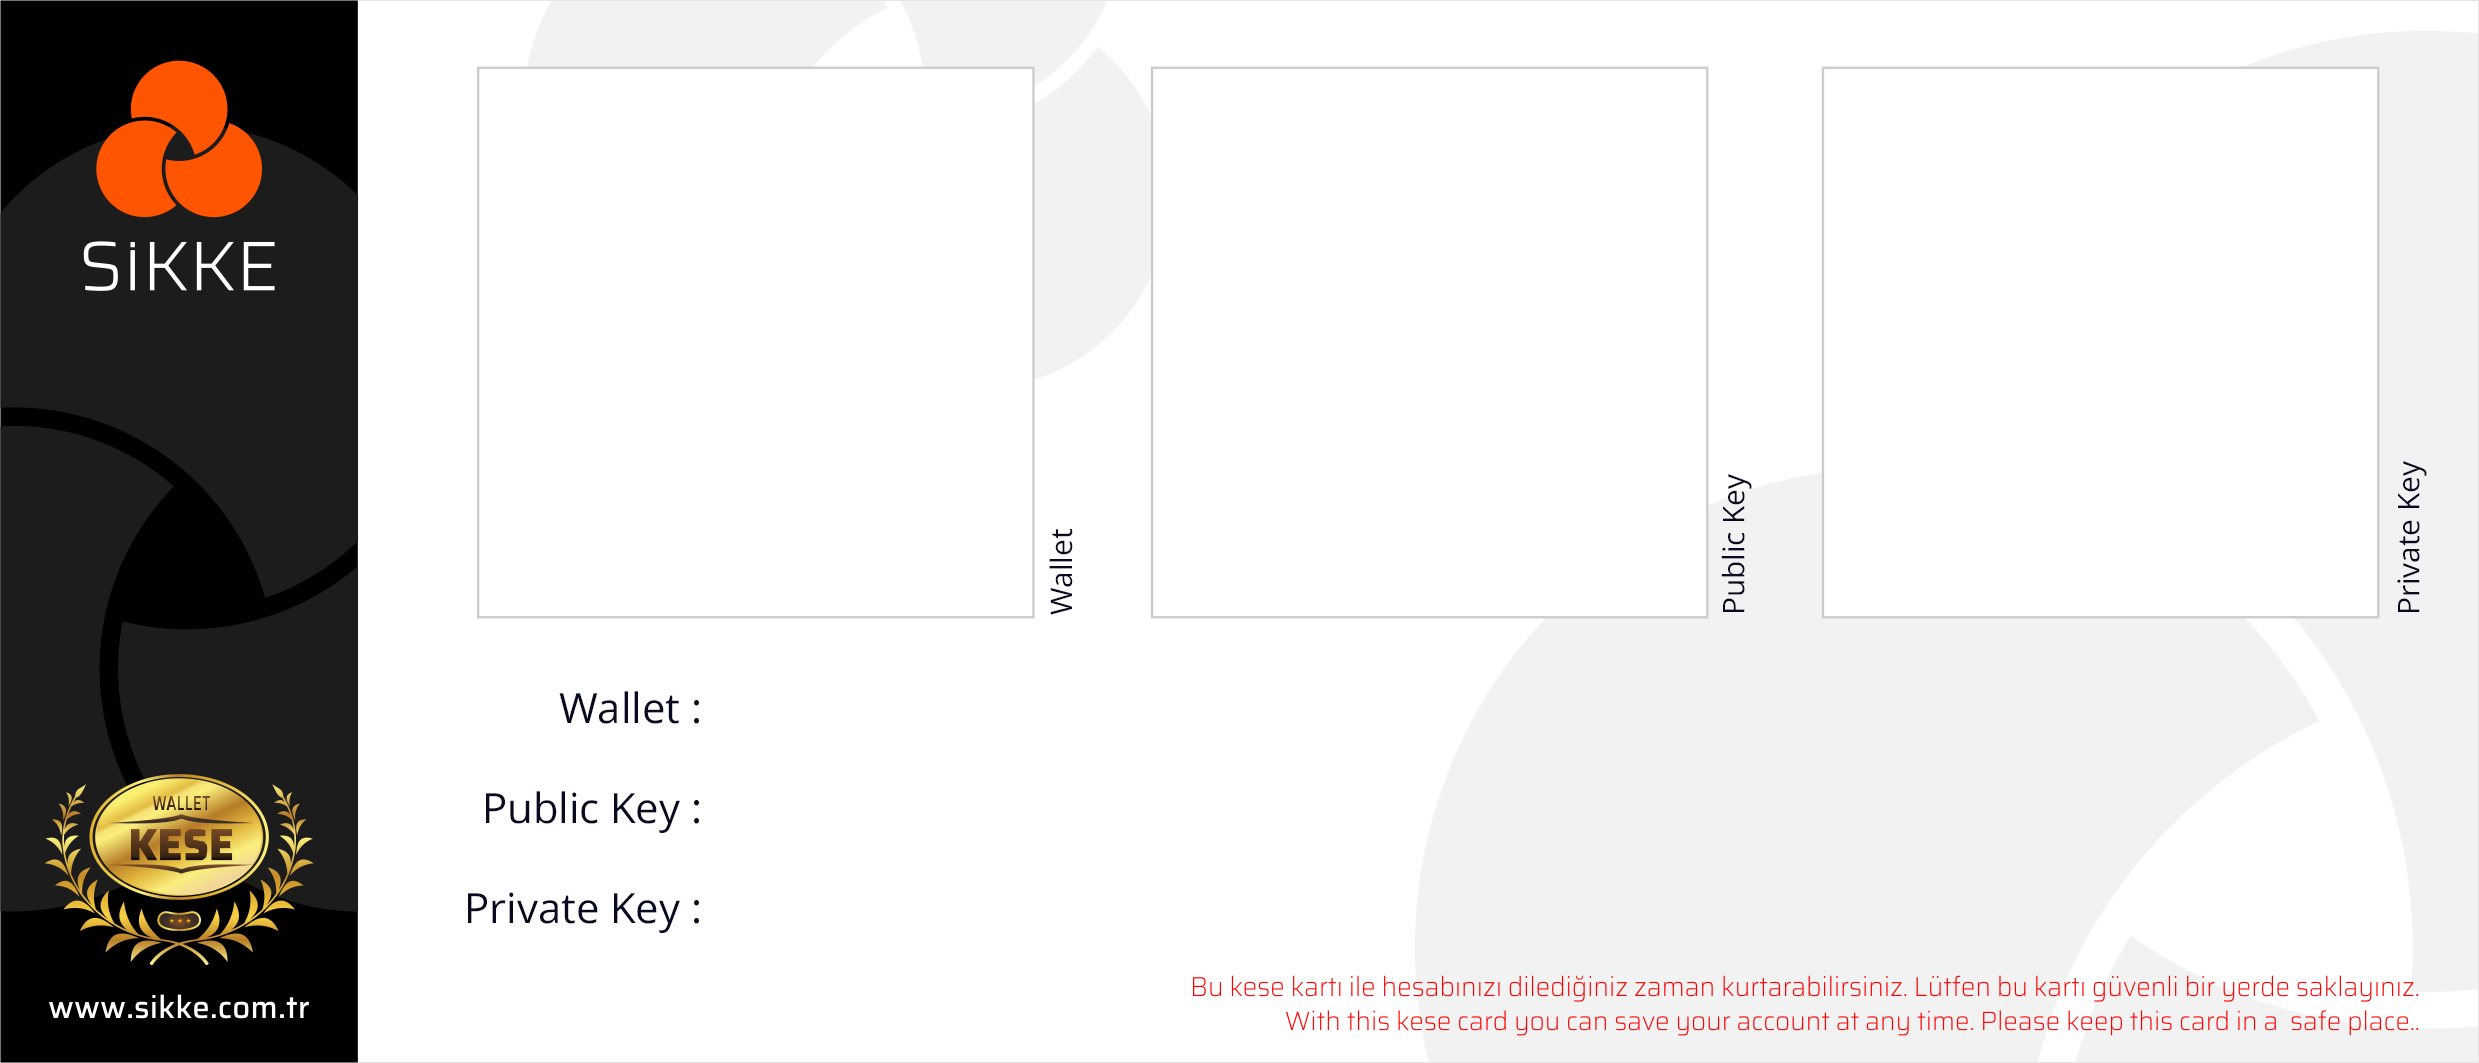 SiKKE
WALLET
KESE
www.sikke.com.tr
Wallet
Public Key
Private Key
Wallet :
Public Key :
Private Key :
Bu kese kartı ile hesabınızı dilediğiniz zaman kurtarabilirsiniz. Lütfen bu kartı güvenli bir yerde saklayınız.
With this kese card you can save your account at any time. Please keep this card in a  safe place..